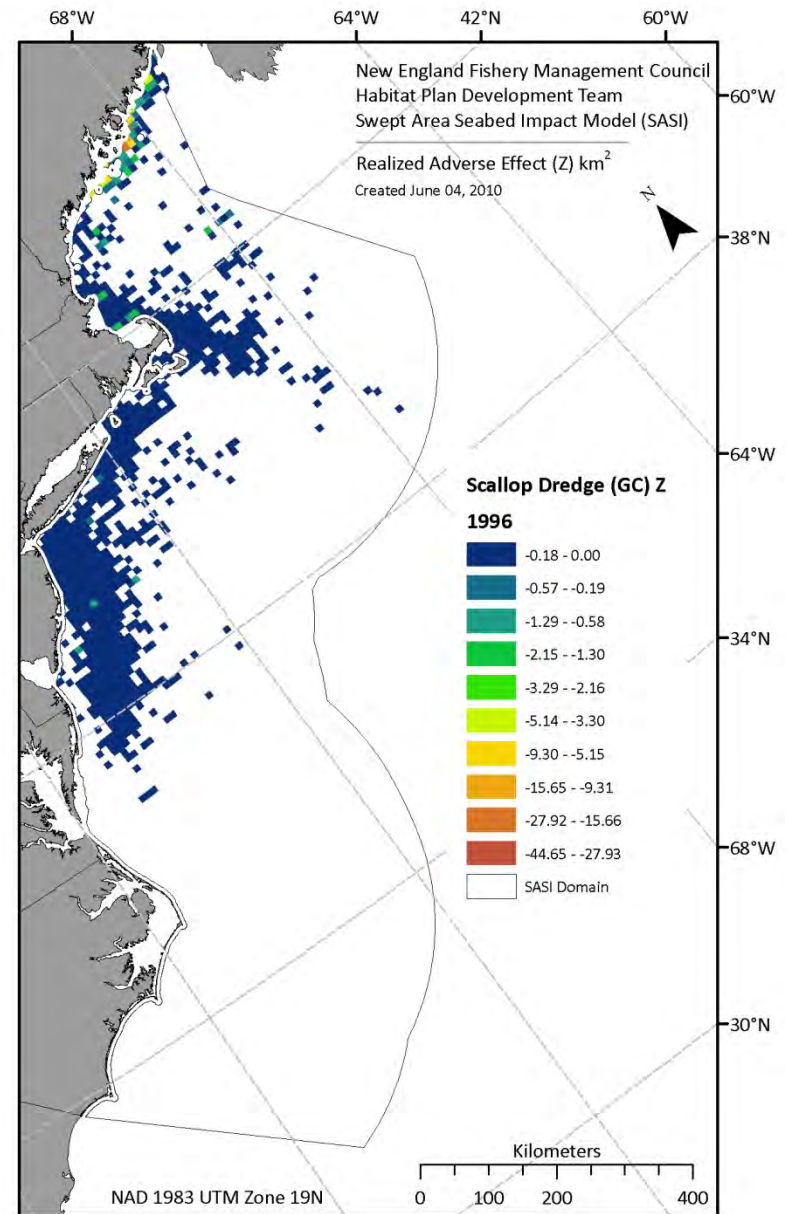 68°W
64°W
42°N
60°W
New England Fishery Management Council
Habitat Plan Development Team
Swept Area Seabed Impact Model (SASI)
Realized Adverse Effect (Z) km²
Created June 04, 2010
N
60°W
38°N
64°W
34°N
68°W
30°N
Scallop Dredge (GC) Z
1996
-0.18 - 0.00
-0.57 - -0.19
-1.29 - -0.58
-2.15 - -1.30
-3.29 - -2.16
-5.14 - -3.30
-9.30 - -5.15
-15.65 - -9.31
-27.92 - -15.66
-44.65 - -27.93
SASI Domain
Kilometers
0 100 200 400
NAD 1983 UTM Zone 19N